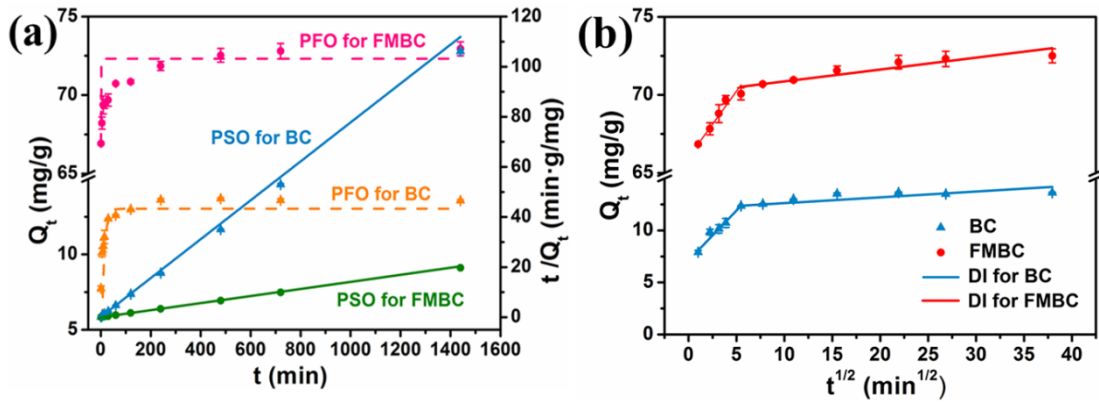 (a)
75
70
65
10
5
Q_t (mg/g)
PFO for FMBC
PSO for BC
PFO for BC
PSO for FMBC
120
100
80
60
40
20
0
t /Q_t (min·g/mg)
0 200 400 600 800 1000 1200 1400 1600
t (min)
(b)
75
70
65
10
5
0
Q_t (mg/g)
BC
FMBC
DI for BC
DI for FMBC
0 5 10 15 20 25 30 35 40
t^1/2 (min^1/2)